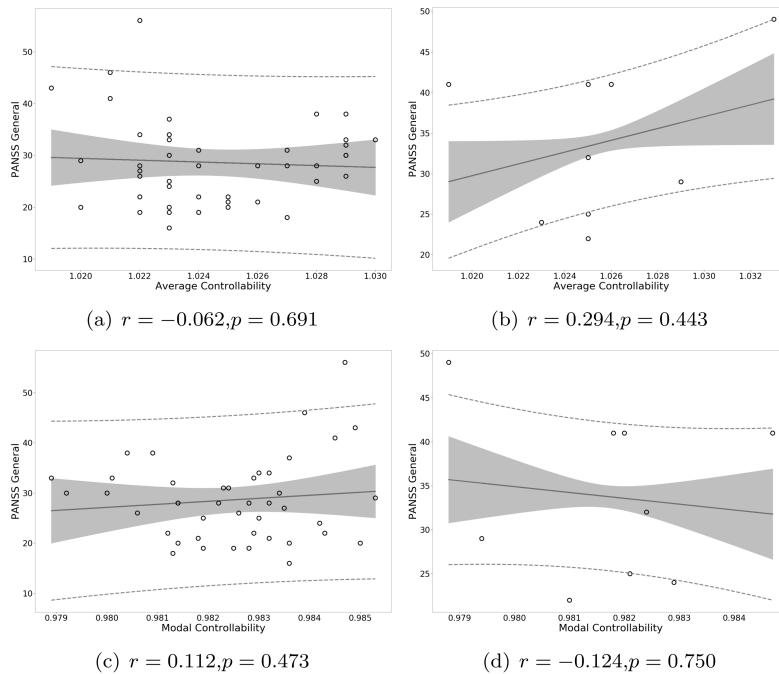 PANSS General
50
40
30
20
10
1.020 1.022 1.024 1.026 1.028 1.030
Average Controllability
(a) r = −0.062,p = 0.691
PANSS General
50
45
40
35
30
25
20
1.020 1.022 1.024 1.026 1.028 1.030 1.032
Average Controllability
(b) r = 0.294,p = 0.443
PANSS General
50
40
30
20
10
0.979 0.980 0.981 0.982 0.983 0.984 0.985
Modal Controllability
(c) r = 0.112,p = 0.473
PANSS General
50
45
40
35
30
25
0.979 0.980 0.981 0.982 0.983 0.984
Modal Controllability
(d) r = −0.124,p = 0.750